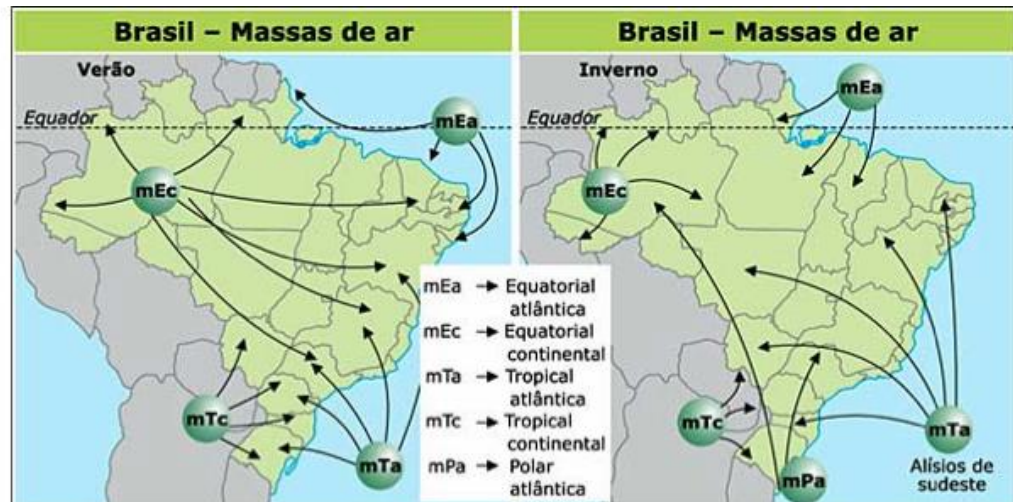 Brasil – Massas de ar
Verão
Equador
mEa
mEc
mTc
mTa
mEa → Equatorial
atlântica
mEc → Equatorial
continental
mTa → Tropical
atlântica
mTc → Tropical
continental
mPa → Polar
atlântica
Brasil – Massas de ar
Inverno
mEa
Equador
mEc
mTc
mTa
Alísios de
sudeste
mPa